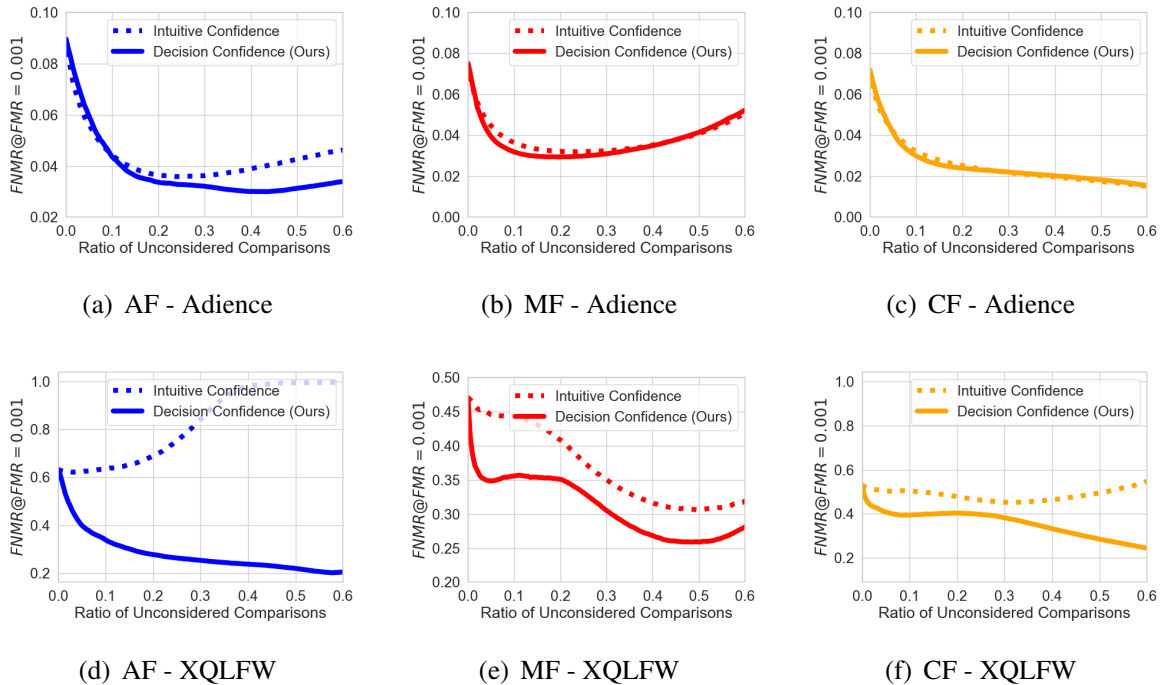 0.10
0.08
0.06
0.04
0.02
FNMR@FMR = 0.001
Intuitive Confidence
Decision Confidence (Ours)
0.0 0.1 0.2 0.3 0.4 0.5 0.6
Ratio of Unconsidered Comparisons
(a) AF - Adience
0.10
0.08
0.06
0.04
0.02
0.00
FNMR@FMR = 0.001
Intuitive Confidence
Decision Confidence (Ours)
0.0 0.1 0.2 0.3 0.4 0.5 0.6
Ratio of Unconsidered Comparisons
(b) MF - Adience
0.10
0.08
0.06
0.04
0.02
0.00
FNMR@FMR = 0.001
Intuitive Confidence
Decision Confidence (Ours)
0.0 0.1 0.2 0.3 0.4 0.5 0.6
Ratio of Unconsidered Comparisons
(c) CF - Adience
1.0
0.8
0.6
0.4
0.2
FNMR@FMR = 0.001
Intuitive Confidence
Decision Confidence (Ours)
0.0 0.1 0.2 0.3 0.4 0.5 0.6
Ratio of Unconsidered Comparisons
(d) AF - XQLFW
0.50
0.45
0.40
0.35
0.30
0.25
0.20
FNMR@FMR = 0.001
Intuitive Confidence
Decision Confidence (Ours)
0.0 0.1 0.2 0.3 0.4 0.5 0.6
Ratio of Unconsidered Comparisons
(e) MF - XQLFW
1.0
0.8
0.6
0.4
0.2
FNMR@FMR = 0.001
Intuitive Confidence
Decision Confidence (Ours)
0.0 0.1 0.2 0.3 0.4 0.5 0.6
Ratio of Unconsidered Comparisons
(f) CF - XQLFW